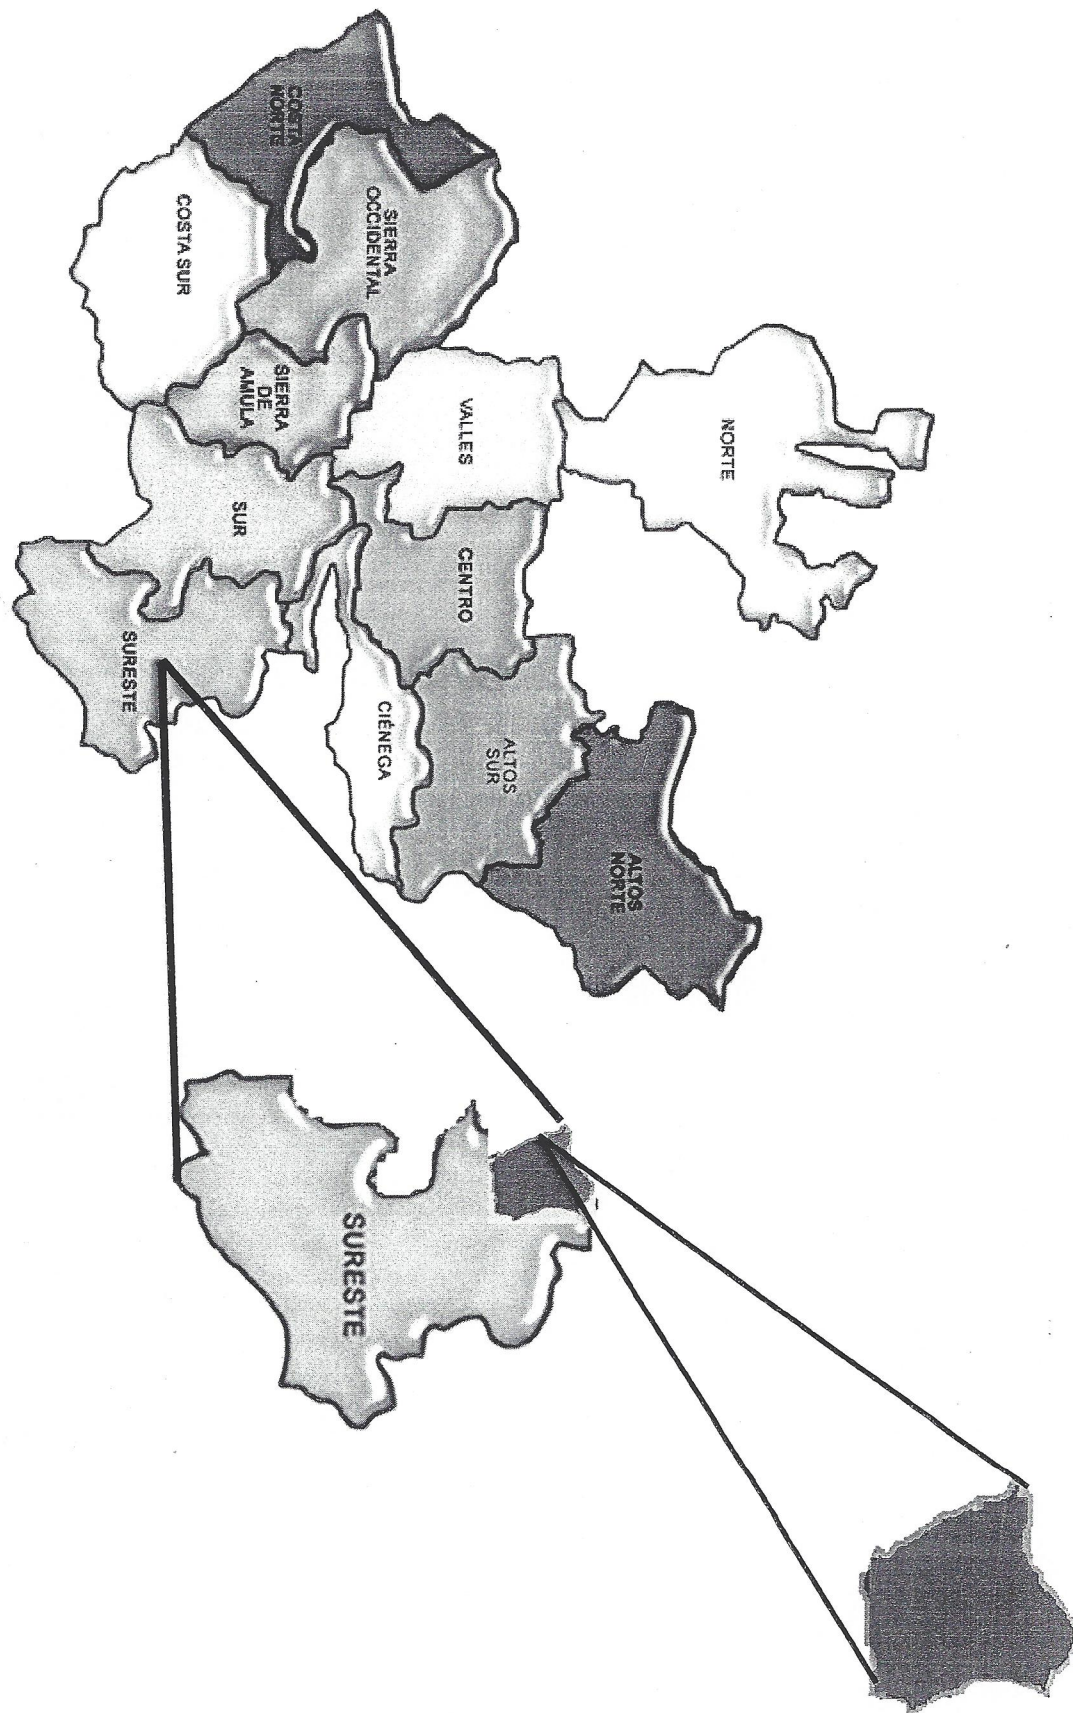 NORTE
COSTA
NORTE
SIERRA
OCCIDENTAL
COSTA SUR
SIERRA
DE
AMULA
VALLES
SUR
CENTRO
SURESTE
CIÉNEGA
ALTOS
SUR
ALTOS
NORTE
SURESTE